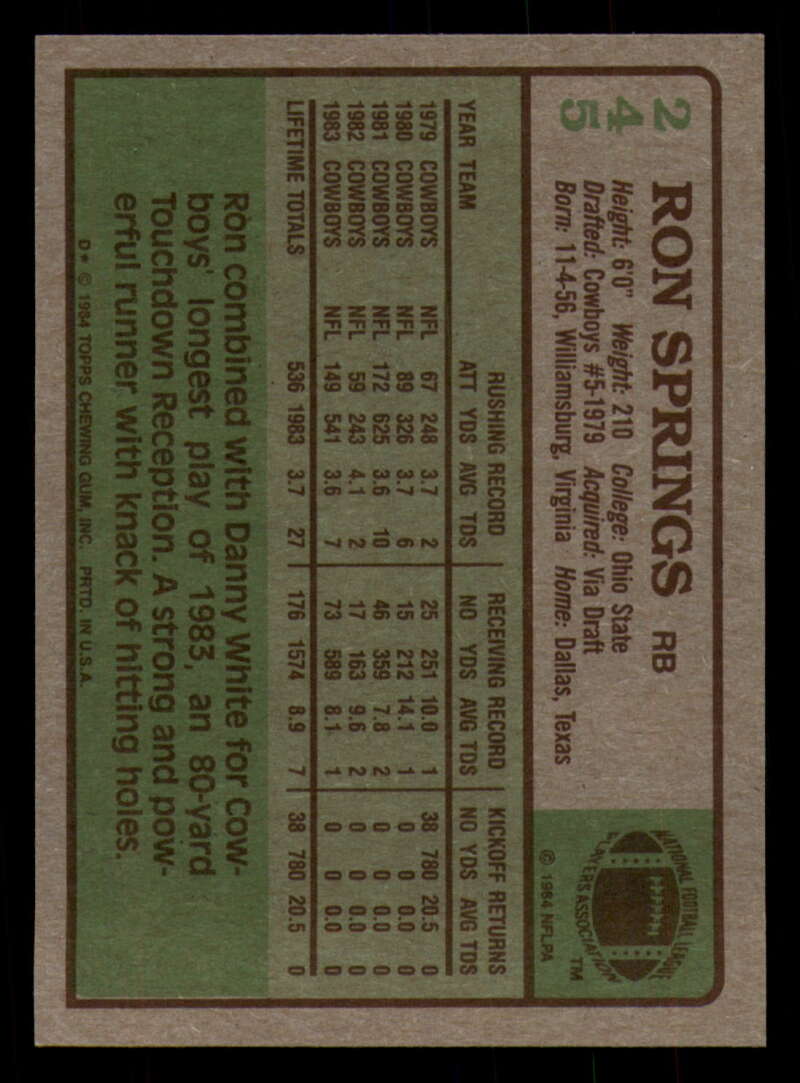 245
RON SPRINGS RB
Height: 6'0" Weight: 210 College: Ohio State
Drafted: Cowboys #5-1979 Acquired: Via Draft
Born: 11-4-56, Williamsburg, Virginia Home: Dallas, Texas
NATIONAL FOOTBALL LEAGUE
PLAYERS ASSOCIATION
TM
© 1984 NFLPA
RUSHING RECORD RECEIVING RECORD KICKOFF RETURNS
YEAR TEAM ATT YDS AVG TDS NO YDS AVG TDS NO YDS AVG TDS
1979 COWBOYS NFL 67 248 3.7 2 25 251 10.0 1 38 780 20.5 0
1980 COWBOYS NFL 89 326 3.7 6 15 212 14.1 1 0 0 0.0 0
1981 COWBOYS NFL 172 625 3.6 10 46 359 7.8 2 0 0 0.0 0
1982 COWBOYS NFL 59 243 4.1 2 17 163 9.6 2 0 0 0.0 0
1983 COWBOYS NFL 149 541 3.6 7 73 589 8.1 1 0 0 0.0 0
LIFETIME TOTALS 536 1983 3.7 27 176 1574 8.9 7 38 780 20.5 0
Ron combined with Danny White for Cow-
boys' longest play of 1983, an 80-yard
Touchdown Reception. A strong and pow-
erful runner with knack of hitting holes.
D* © 1984 TOPPS CHEWING GUM, INC. PRTD. IN U.S.A.